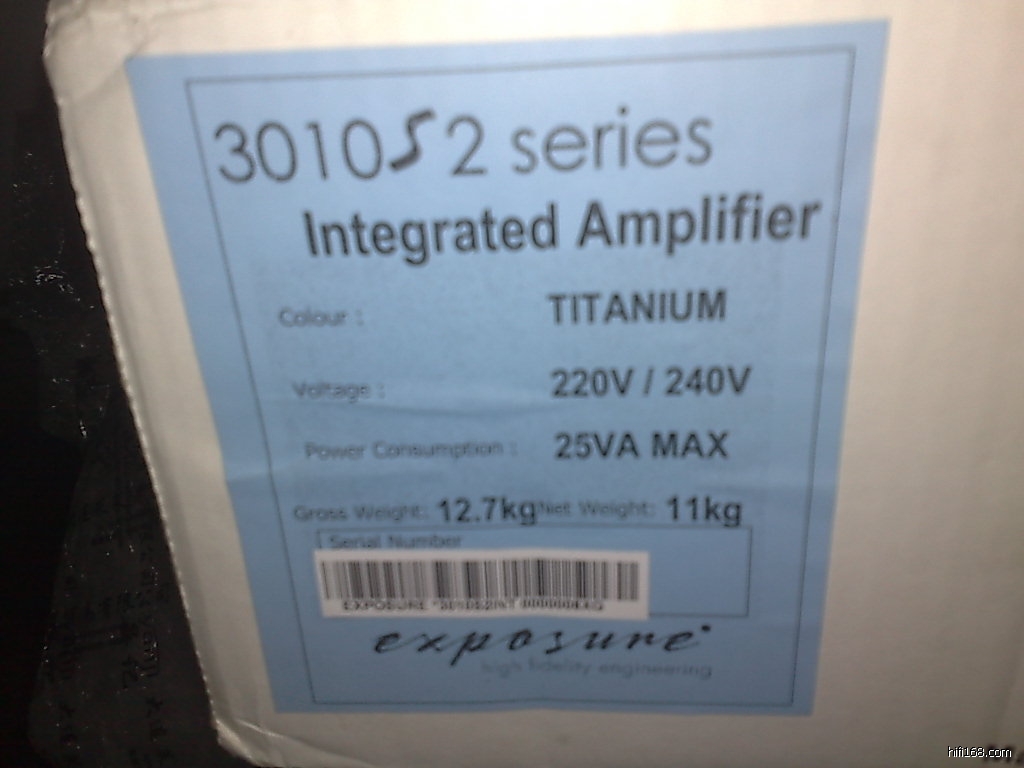 3010S2 series
Integrated Amplifier
Colour : TITANIUM
Voltage : 220V / 240V
Power Consumption : 25VA MAX
Gross Weight: 12.7kg Net Weight: 11kg
Serial Number
EXPOSURE
exposure
high fidelity engineering
hifi168.com